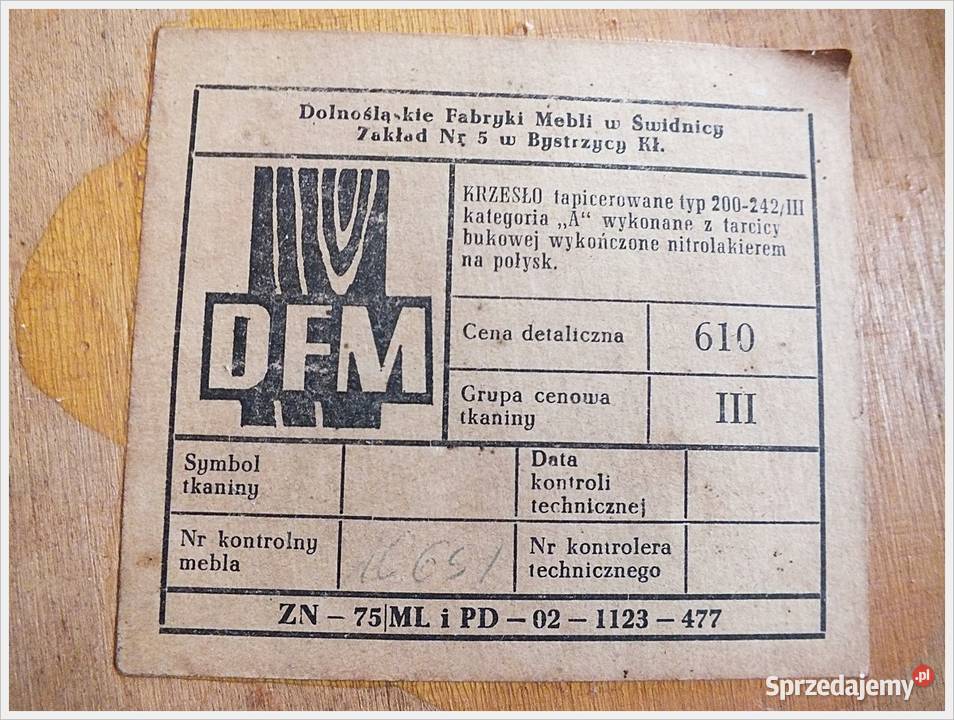 Dolnośląskie Fabryki Mebli w Świdnicy
Zakład Nr 5 w Bystrzycy Kł.
DFM
KRZESŁO tapicerowane typ 200-242/III
kategoria „A“ wykonane z tarcicy
bukowej wykończone nitrolakierem
na połysk.
Cena detaliczna
610
Grupa cenowa
tkaniny
III
Symbol
tkaniny
Data
kontroli
technicznej
Nr kontrolny
mebla
Nr kontrolera
technicznego
ZN – 75|ML i PD – 02 – 1123 – 477
Sprzedajemy.pl